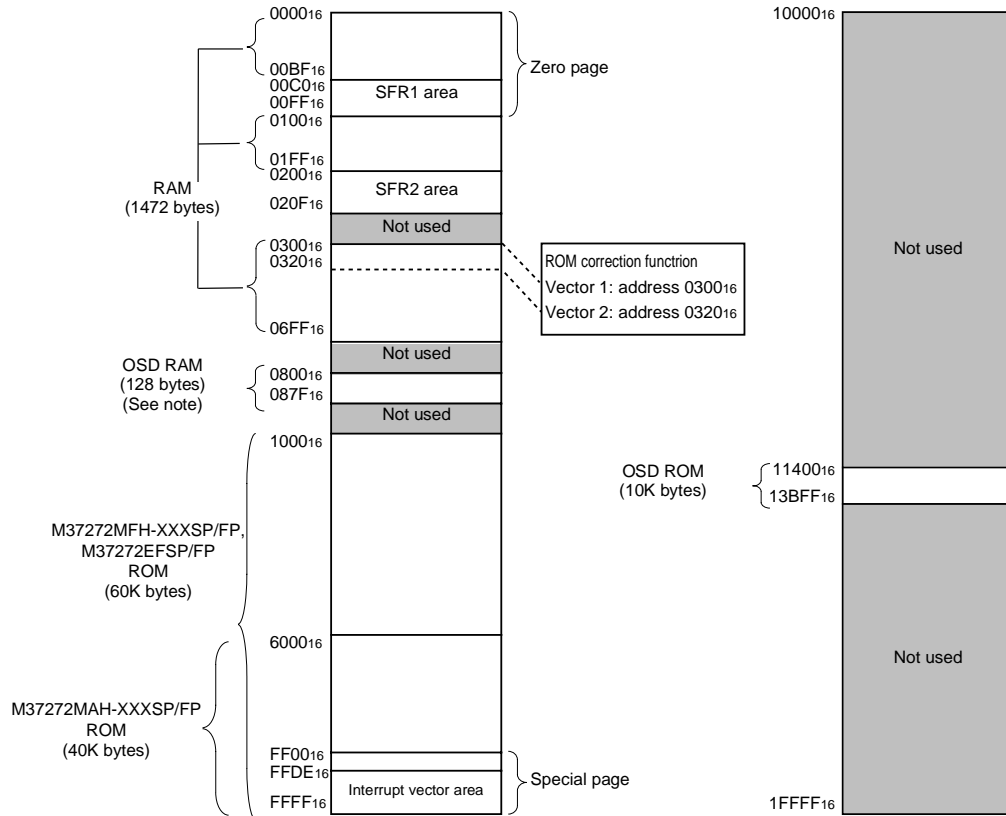 0000₁₆
00BF₁₆
00C0₁₆
00FF₁₆
0100₁₆
01FF₁₆
0200₁₆
020F₁₆
0300₁₆
0320₁₆
06FF₁₆
0800₁₆
087F₁₆
1000₁₆
6000₁₆
FF00₁₆
FFDE₁₆
FFFF₁₆
RAM
(1472 bytes)
OSD RAM
(128 bytes)
(See note)
M37272MFH-XXXSP/FP,
M37272EFSP/FP
ROM
(60K bytes)
M37272MAH-XXXSP/FP
ROM
(40K bytes)
SFR1 area
SFR2 area
Not used
Not used
Not used
Interrupt vector area
Zero page
ROM correction functrion
Vector 1: address 0300₁₆
Vector 2: address 0320₁₆
Special page
10000₁₆
Not used
OSD ROM
(10K bytes)
11400₁₆
13BFF₁₆
Not used
1FFFF₁₆